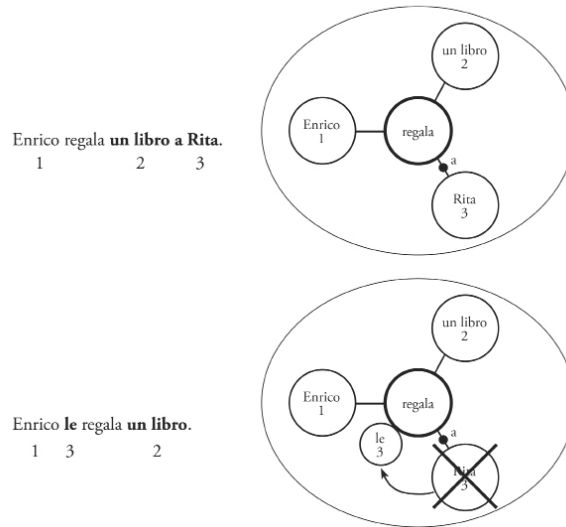 un libro
2
Enrico
1
regala
Enrico regala un libro a Rita.
1 2 3
a
Rita
3
un libro
2
Enrico
1
regala
le
3
Enrico le regala un libro.
1 3 2
a
Rita
3